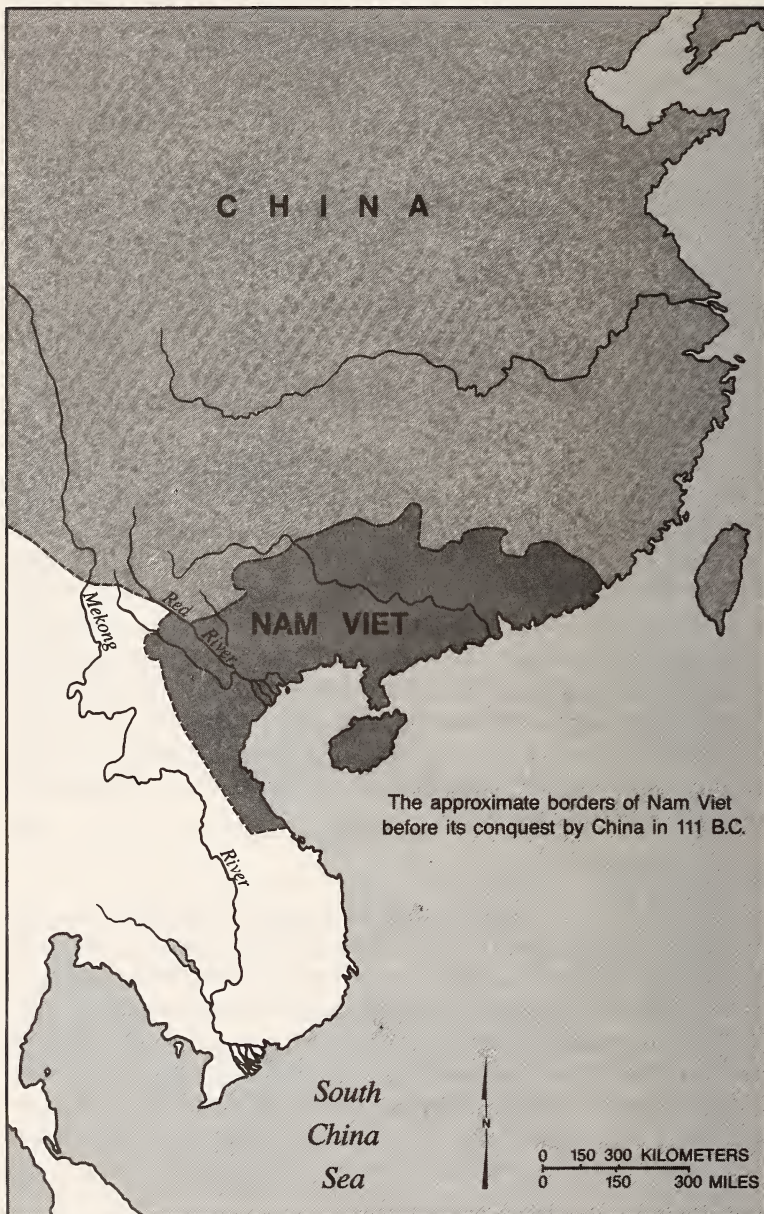 CHINA
Mekong
Red
River
NAM VIET
The approximate borders of Nam Viet
before its conquest by China in 111 B.C.
River
South
China
Sea
N
0 150 300 KILOMETERS
0 150 300 MILES